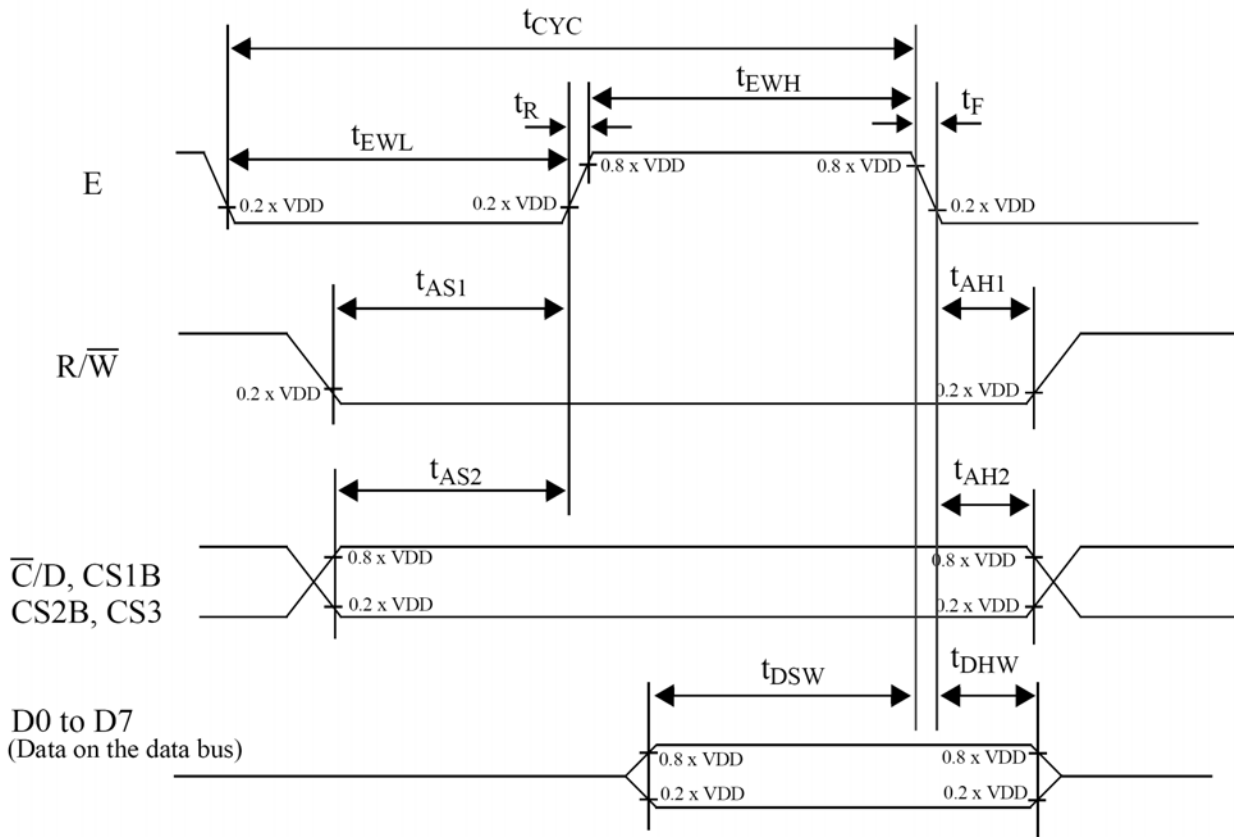 tCYC
tEWH
tR
tF
tEWL
E
0.8 x VDD
0.8 x VDD
0.2 x VDD
0.2 x VDD
0.2 x VDD
tAS1
tAH1
R/W̅
0.2 x VDD
0.2 x VDD
tAS2
tAH2
C̅/D, CS1B
CS2B, CS3
0.8 x VDD
0.8 x VDD
0.2 x VDD
0.2 x VDD
tDSW
tDHW
D0 to D7
(Data on the data bus)
0.8 x VDD
0.8 x VDD
0.2 x VDD
0.2 x VDD